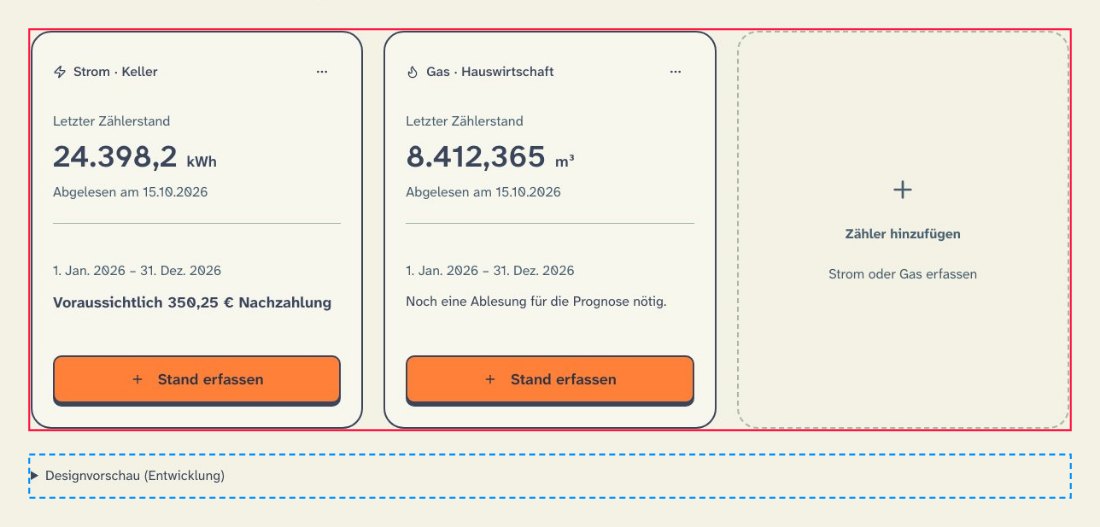 Strom · Keller
...
Letzter Zählerstand
24.398,2 kWh
Abgelesen am 15.10.2026
1. Jan. 2026 – 31. Dez. 2026
Voraussichtlich 350,25 € Nachzahlung
+ Stand erfassen
Gas · Hauswirtschaft
...
Letzter Zählerstand
8.412,365 m³
Abgelesen am 15.10.2026
1. Jan. 2026 – 31. Dez. 2026
Noch eine Ablesung für die Prognose nötig.
+ Stand erfassen
+
Zähler hinzufügen
Strom oder Gas erfassen
Designvorschau (Entwicklung)